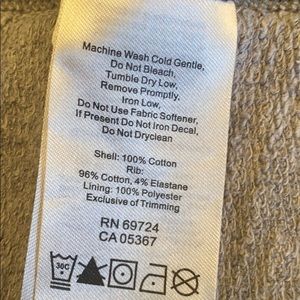 Machine Wash Cold Gentle,
Do Not Bleach,
Tumble Dry Low,
Remove Promptly,
Iron Low,
Do Not Use Fabric Softener,
If Present Do Not Iron Decal,
Do Not Dryclean
Shell: 100% Cotton
Rib:
96% Cotton, 4% Elastane
Lining: 100% Polyester
Exclusive of Trimming
RN 69724
CA 05367
30C